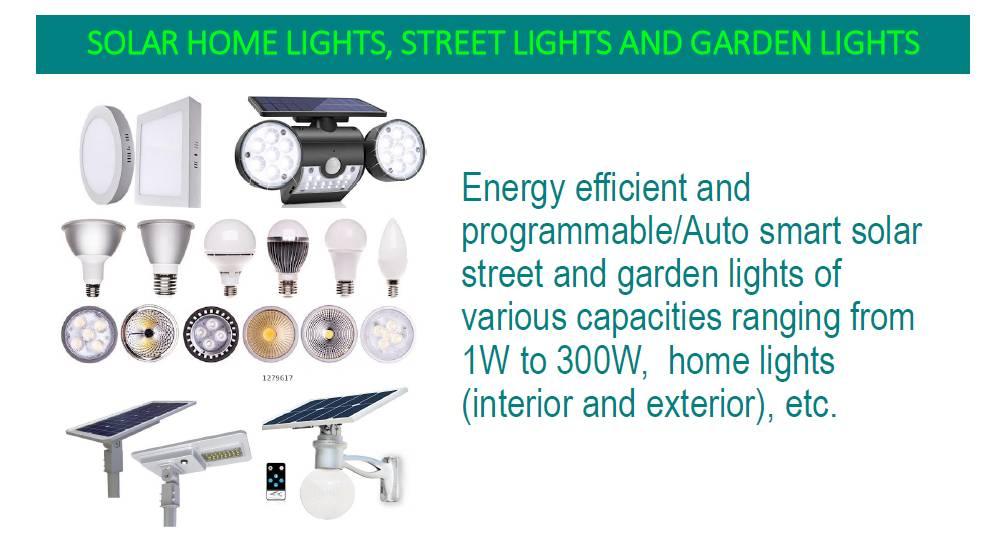 SOLAR HOME LIGHTS, STREET LIGHTS AND GARDEN LIGHTS
Energy efficient and
programmable/Auto smart solar
street and garden lights of
various capacities ranging from
1W to 300W,  home lights
(interior and exterior), etc.
1279617